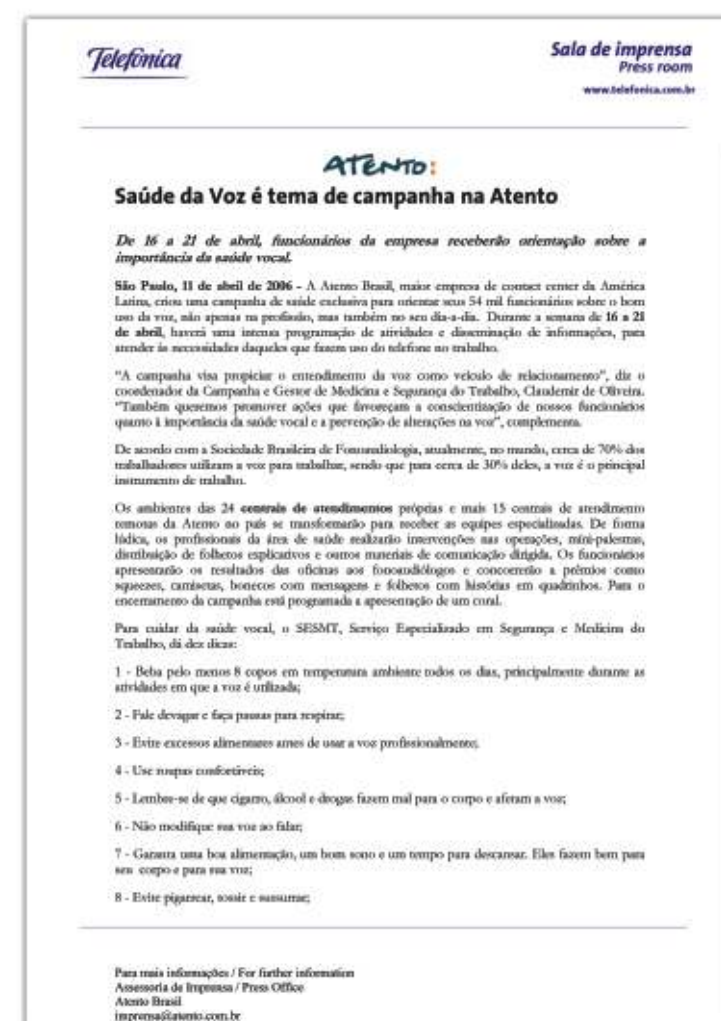 Telefónica
Sala de imprensa
Press room
www.telefonica.com.br
ATENTO:
Saúde da Voz é tema de campanha na Atento
De 16 a 21 de abril, funcionários da empresa receberão orientação sobre a
importância da saúde vocal.
São Paulo, 11 de abril de 2006 - A Atento Brasil, maior empresa de contact center da América
Latina, criou uma campanha de saúde exclusiva para orientar seus 54 mil funcionários sobre o bom
uso da voz, não apenas na profissão, mas também no seu dia-a-dia. Durante a semana de 16 a 21
de abril, haverá uma intensa programação de atividades e disseminação de informações, para
atender às necessidades daqueles que fazem uso do telefone no trabalho.
"A campanha visa propiciar o entendimento da voz como veículo de relacionamento", diz o
coordenador da Campanha e Gestor de Medicina e Segurança do Trabalho, Claudemir de Oliveira.
"Também queremos promover ações que favoreçam a conscientização de nossos funcionários
quanto à importância da saúde vocal e a prevenção de alterações na voz", complementa.
De acordo com a Sociedade Brasileira de Fonoaudiologia, atualmente, no mundo, cerca de 70% dos
trabalhadores utilizam a voz para trabalhar, sendo que para cerca de 30% deles, a voz é o principal
instrumento de trabalho.
Os ambientes das 24 centrais de atendimentos próprias e mais 15 centrais de atendimento
remotas da Atento no país se transformarão para receber as equipes especializadas. De forma
lúdica, os profissionais da área de saúde realizarão intervenções nas operações, mini-palestras,
distribuição de folhetos explicativos e outros materiais de comunicação dirigida. Os funcionários
apresentarão os resultados das oficinas aos fonoaudiólogos e concorrerão a prêmios como
squeezes, camisetas, bonecos com mensagens e folhetos com histórias em quadrinhos. Para o
encerramento da campanha está programada a apresentação de um coral.
Para cuidar da saúde vocal, o SESMT, Serviço Especializado em Segurança e Medicina do
Trabalho, dá dez dicas:
1 - Beba pelo menos 8 copos em temperatura ambiente todos os dias, principalmente durante as
atividades em que a voz é utilizada;
2 - Fale devagar e faça pausas para respirar;
3 - Evite excessos alimentares antes de usar a voz profissionalmente;
4 - Use roupas confortáveis;
5 - Lembre-se de que cigarro, álcool e drogas fazem mal para o corpo e afetam a voz;
6 - Não modifique sua voz ao falar;
7 - Garanta uma boa alimentação, um bom sono e um tempo para descansar. Eles fazem bem para
seu corpo e para sua voz;
8 - Evite pigarrear, tossir e sussurrar;
Para mais informações / For further information
Assessoria de Imprensa / Press Office
Atento Brasil
imprensa@atento.com.br